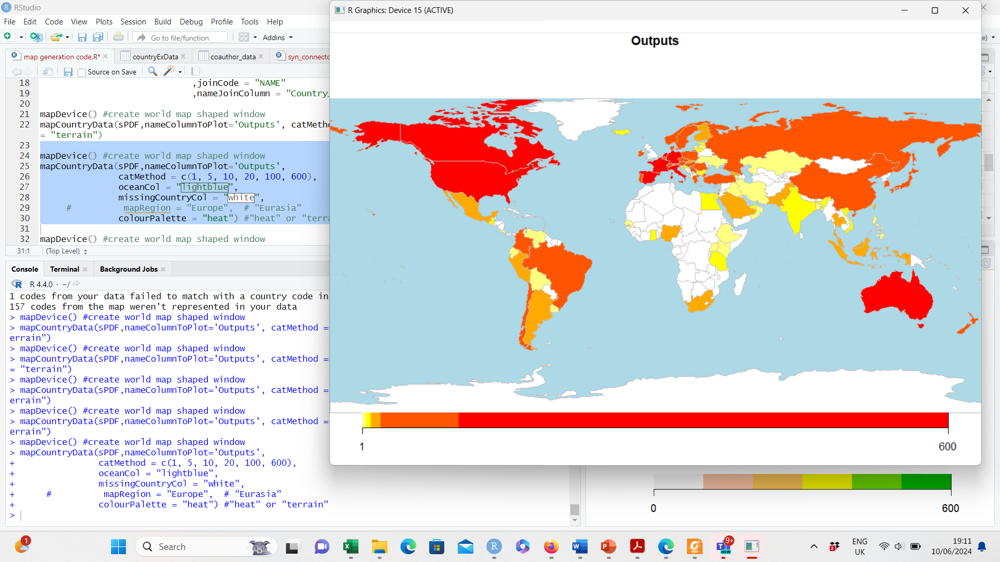 RStudio
File Edit Code View Plots Session Build Debug Profile Tools Help
Go to file/function
Addins
map generation code.R*
countryExData
coauthor_data
syn_connecto
Source on Save
18 ,joinCode = "NAME"
19 ,nameJoinColumn = "Country_
20
21 mapDevice() #create world map shaped window
22 mapCountryData(sPDF,nameColumnToPlot='Outputs', catMetho
= "terrain")
23
24 mapDevice() #create world map shaped window
25 mapCountryData(sPDF,nameColumnToPlot='Outputs',
26 catMethod = c(1, 5, 10, 20, 100, 600),
27 oceanCol = "lightblue",
28 missingCountryCol = "white",
29 # mapRegion = "Europe", # "Eurasia"
30 colourPalette = "heat") #"heat" or "terra
31
32 mapDevice() #create world map shaped window
31:1 (Top Level)
Console Terminal Background Jobs
R R 4.4.0 · ~/
1 codes from your data failed to match with a country code in
157 codes from the map weren't represented in your data
> mapDevice() #create world map shaped window
> mapCountryData(sPDF,nameColumnToPlot='Outputs', catMethod =
errain")
> mapDevice() #create world map shaped window
> mapCountryData(sPDF,nameColumnToPlot='Outputs', catMethod =
= "terrain")
> mapDevice() #create world map shaped window
> mapCountryData(sPDF,nameColumnToPlot='Outputs', catMethod =
errain")
> mapDevice() #create world map shaped window
> mapCountryData(sPDF,nameColumnToPlot='Outputs', catMethod =
errain")
> mapDevice() #create world map shaped window
> mapCountryData(sPDF,nameColumnToPlot='Outputs',
+ catMethod = c(1, 5, 10, 20, 100, 600),
+ oceanCol = "lightblue",
+ missingCountryCol = "white",
+ # mapRegion = "Europe", # "Eurasia"
+ colourPalette = "heat") #"heat" or "terrain"
>
R Graphics: Device 15 (ACTIVE)
e)
Outputs
1 600
0 600
1
Search
9+
NEW
PDF
2
ENG
UK
19:11
10/06/2024